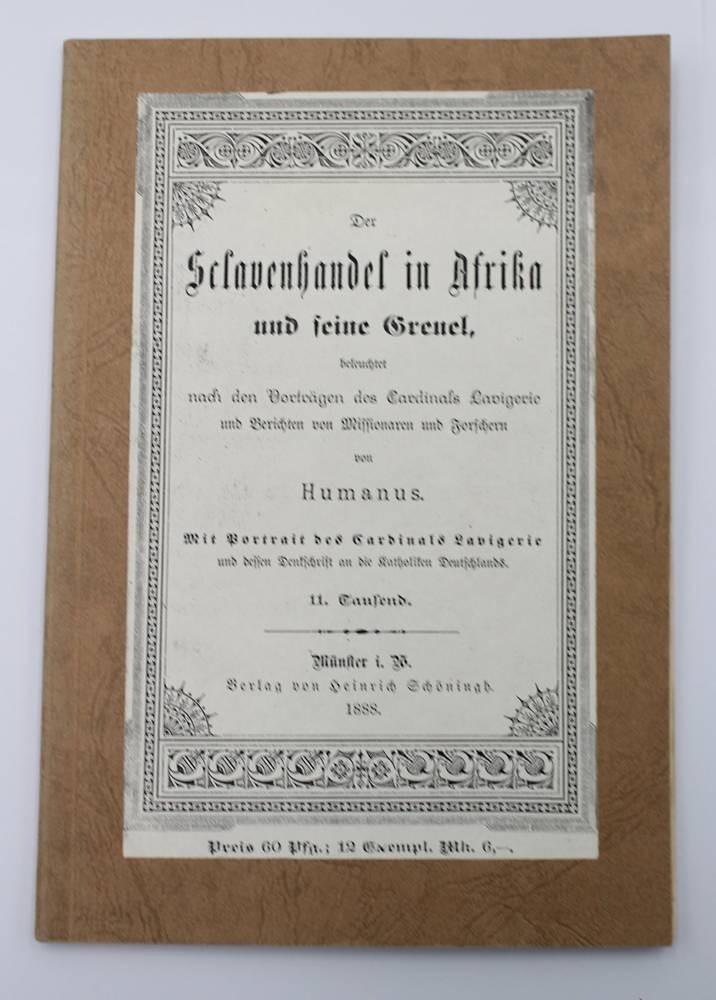 Der
Sclavenhandel in Afrika
und seine Greuel,
beleuchtet
nach den Vorträgen des Cardinals Lavigerie
und Berichten von Missionaren und Forschern
von
Humanus.
Mit Portrait des Cardinals Lavigerie
und dessen Denkschrift an die Katholiken Deutschlands.
11. Tausend.
Münster i. W.
Verlag von Heinrich Schöningh.
1888.
Preis 60 Pfg.; 12 Exempl. Mk. 6,—.